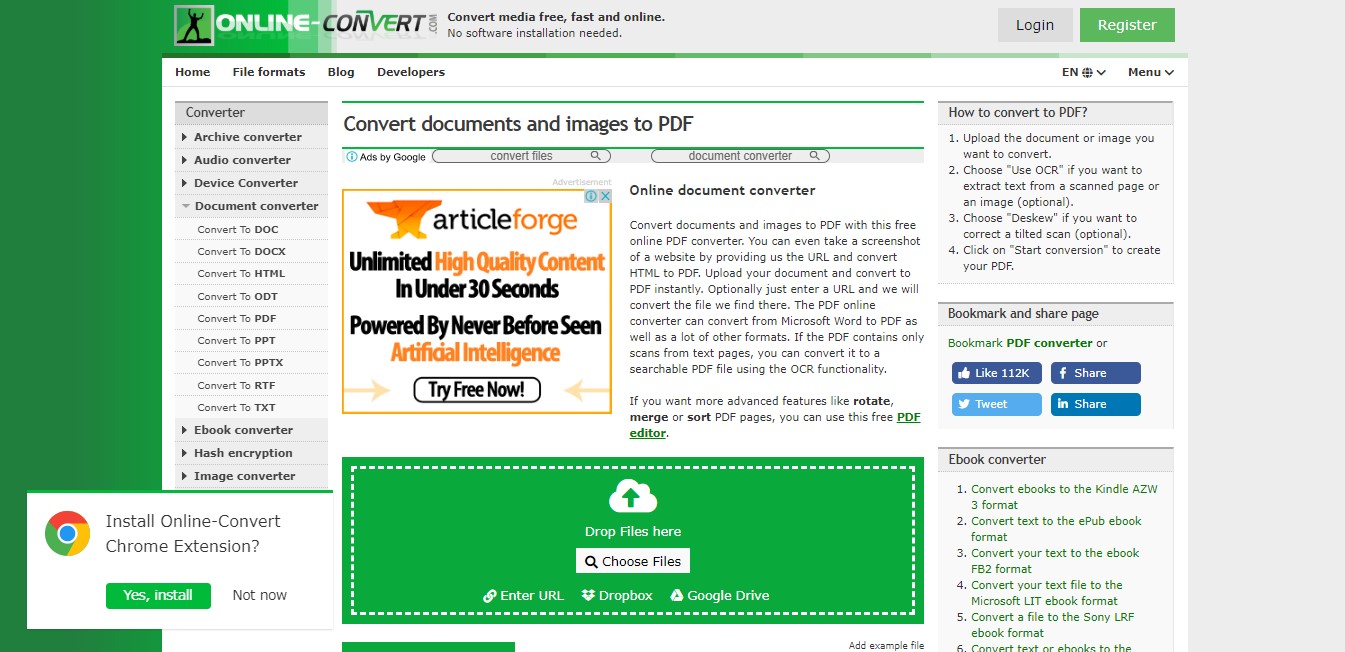 ONLINE-CONVERT.COM
Convert media free, fast and online.
No software installation needed.
Login
Register
Home
File formats
Blog
Developers
EN
Menu
Converter
Archive converter
Audio converter
Device Converter
Document converter
Convert To DOC
Convert To DOCX
Convert To HTML
Convert To ODT
Convert To PDF
Convert To PPT
Convert To PPTX
Convert To RTF
Convert To TXT
Ebook converter
Hash encryption
Image converter
Install Online-Convert
Chrome Extension?
Yes, install
Not now
Convert documents and images to PDF
Ads by Google
convert files
document converter
Advertisement
articleforge
Unlimited High Quality Content
In Under 30 Seconds
Powered By Never Before Seen
Artificial Intelligence
Try Free Now!
Online document converter
Convert documents and images to PDF with this free
online PDF converter. You can even take a screenshot
of a website by providing us the URL and convert
HTML to PDF. Upload your document and convert to
PDF instantly. Optionally just enter a URL and we will
convert the file we find there. The PDF online
converter can convert from Microsoft Word to PDF as
well as a lot of other formats. If the PDF contains only
scans from text pages, you can convert it to a
searchable PDF file using the OCR functionality.
If you want more advanced features like rotate,
merge or sort PDF pages, you can use this free PDF
editor.
Drop Files here
Choose Files
Enter URL
Dropbox
Google Drive
Add example file
How to convert to PDF?
1. Upload the document or image you
want to convert.
2. Choose "Use OCR" if you want to
extract text from a scanned page or
an image (optional).
3. Choose "Deskew" if you want to
correct a tilted scan (optional).
4. Click on "Start conversion" to create
your PDF.
Bookmark and share page
Bookmark PDF converter or
Like 112K
Share
Tweet
Share
Ebook converter
1. Convert ebooks to the Kindle AZW
3 format
2. Convert text to the ePub ebook
format
3. Convert your text to the ebook
FB2 format
4. Convert your text file to the
Microsoft LIT ebook format
5. Convert a file to the Sony LRF
ebook format
6. Convert text or ebooks to the